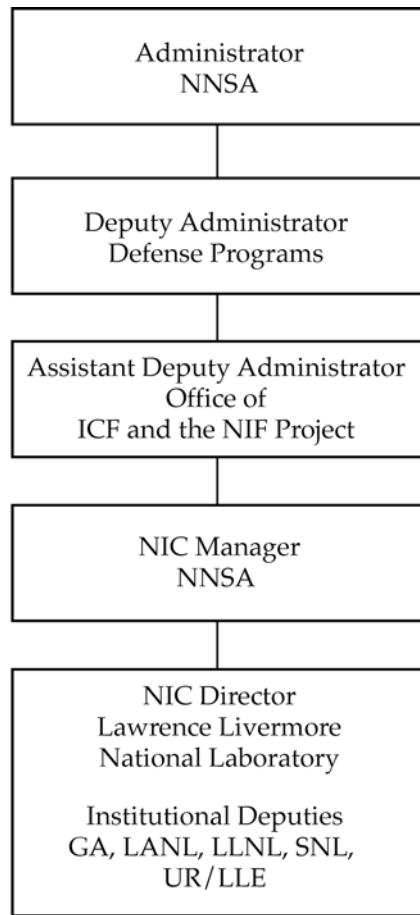 Administrator
NNSA
Deputy Administrator
Defense Programs
Assistant Deputy Administrator
Office of
ICF and the NIF Project
NIC Manager
NNSA
NIC Director
Lawrence Livermore
National Laboratory
Institutional Deputies
GA, LANL, LLNL, SNL,
UR/LLE